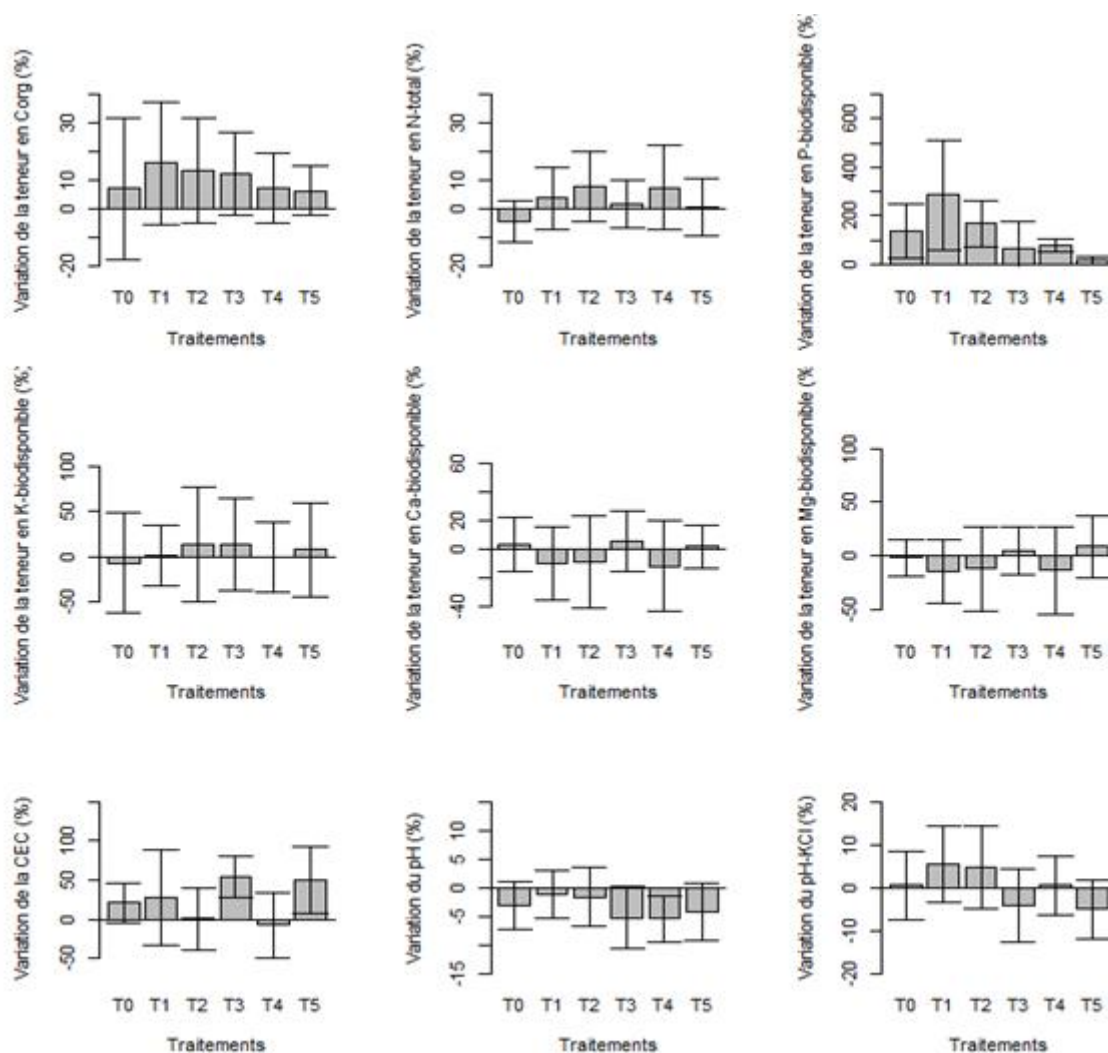 Variation de la teneur en Corg (%)
30
10
0
-20
T0 T1 T2 T3 T4 T5
Traitements
Variation de la teneur en N-total (%)
30
10
0
-20
T0 T1 T2 T3 T4 T5
Traitements
Variation de la teneur en P-biodisponible (%)
600
400
200
0
T0 T1 T2 T3 T4 T5
Traitements
Variation de la teneur en K-biodisponible (%)
100
50
0
-50
T0 T1 T2 T3 T4 T5
Traitements
Variation de la teneur en Ca-biodisponible (%
60
20
0
-40
T0 T1 T2 T3 T4 T5
Traitements
Variation de la teneur en Mg-biodisponible (%
100
50
0
-50
T0 T1 T2 T3 T4 T5
Traitements
Variation de la CEC (%)
100
50
0
-50
T0 T1 T2 T3 T4 T5
Traitements
Variation du pH (%)
10
5
0
-5
-15
T0 T1 T2 T3 T4 T5
Traitements
Variation du pH-KCl (%)
20
10
0
-10
-20
T0 T1 T2 T3 T4 T5
Traitements